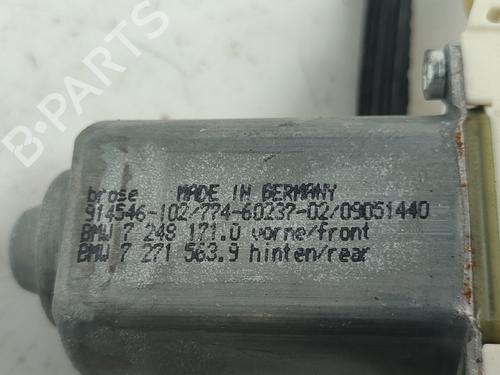 B-PARTS
brose MADE IN GERMANY
914546-102/774-60237-02/09051440
BMW 7 248 171.0 vorne/front
BMW 7 271 563.9 hinten/rear